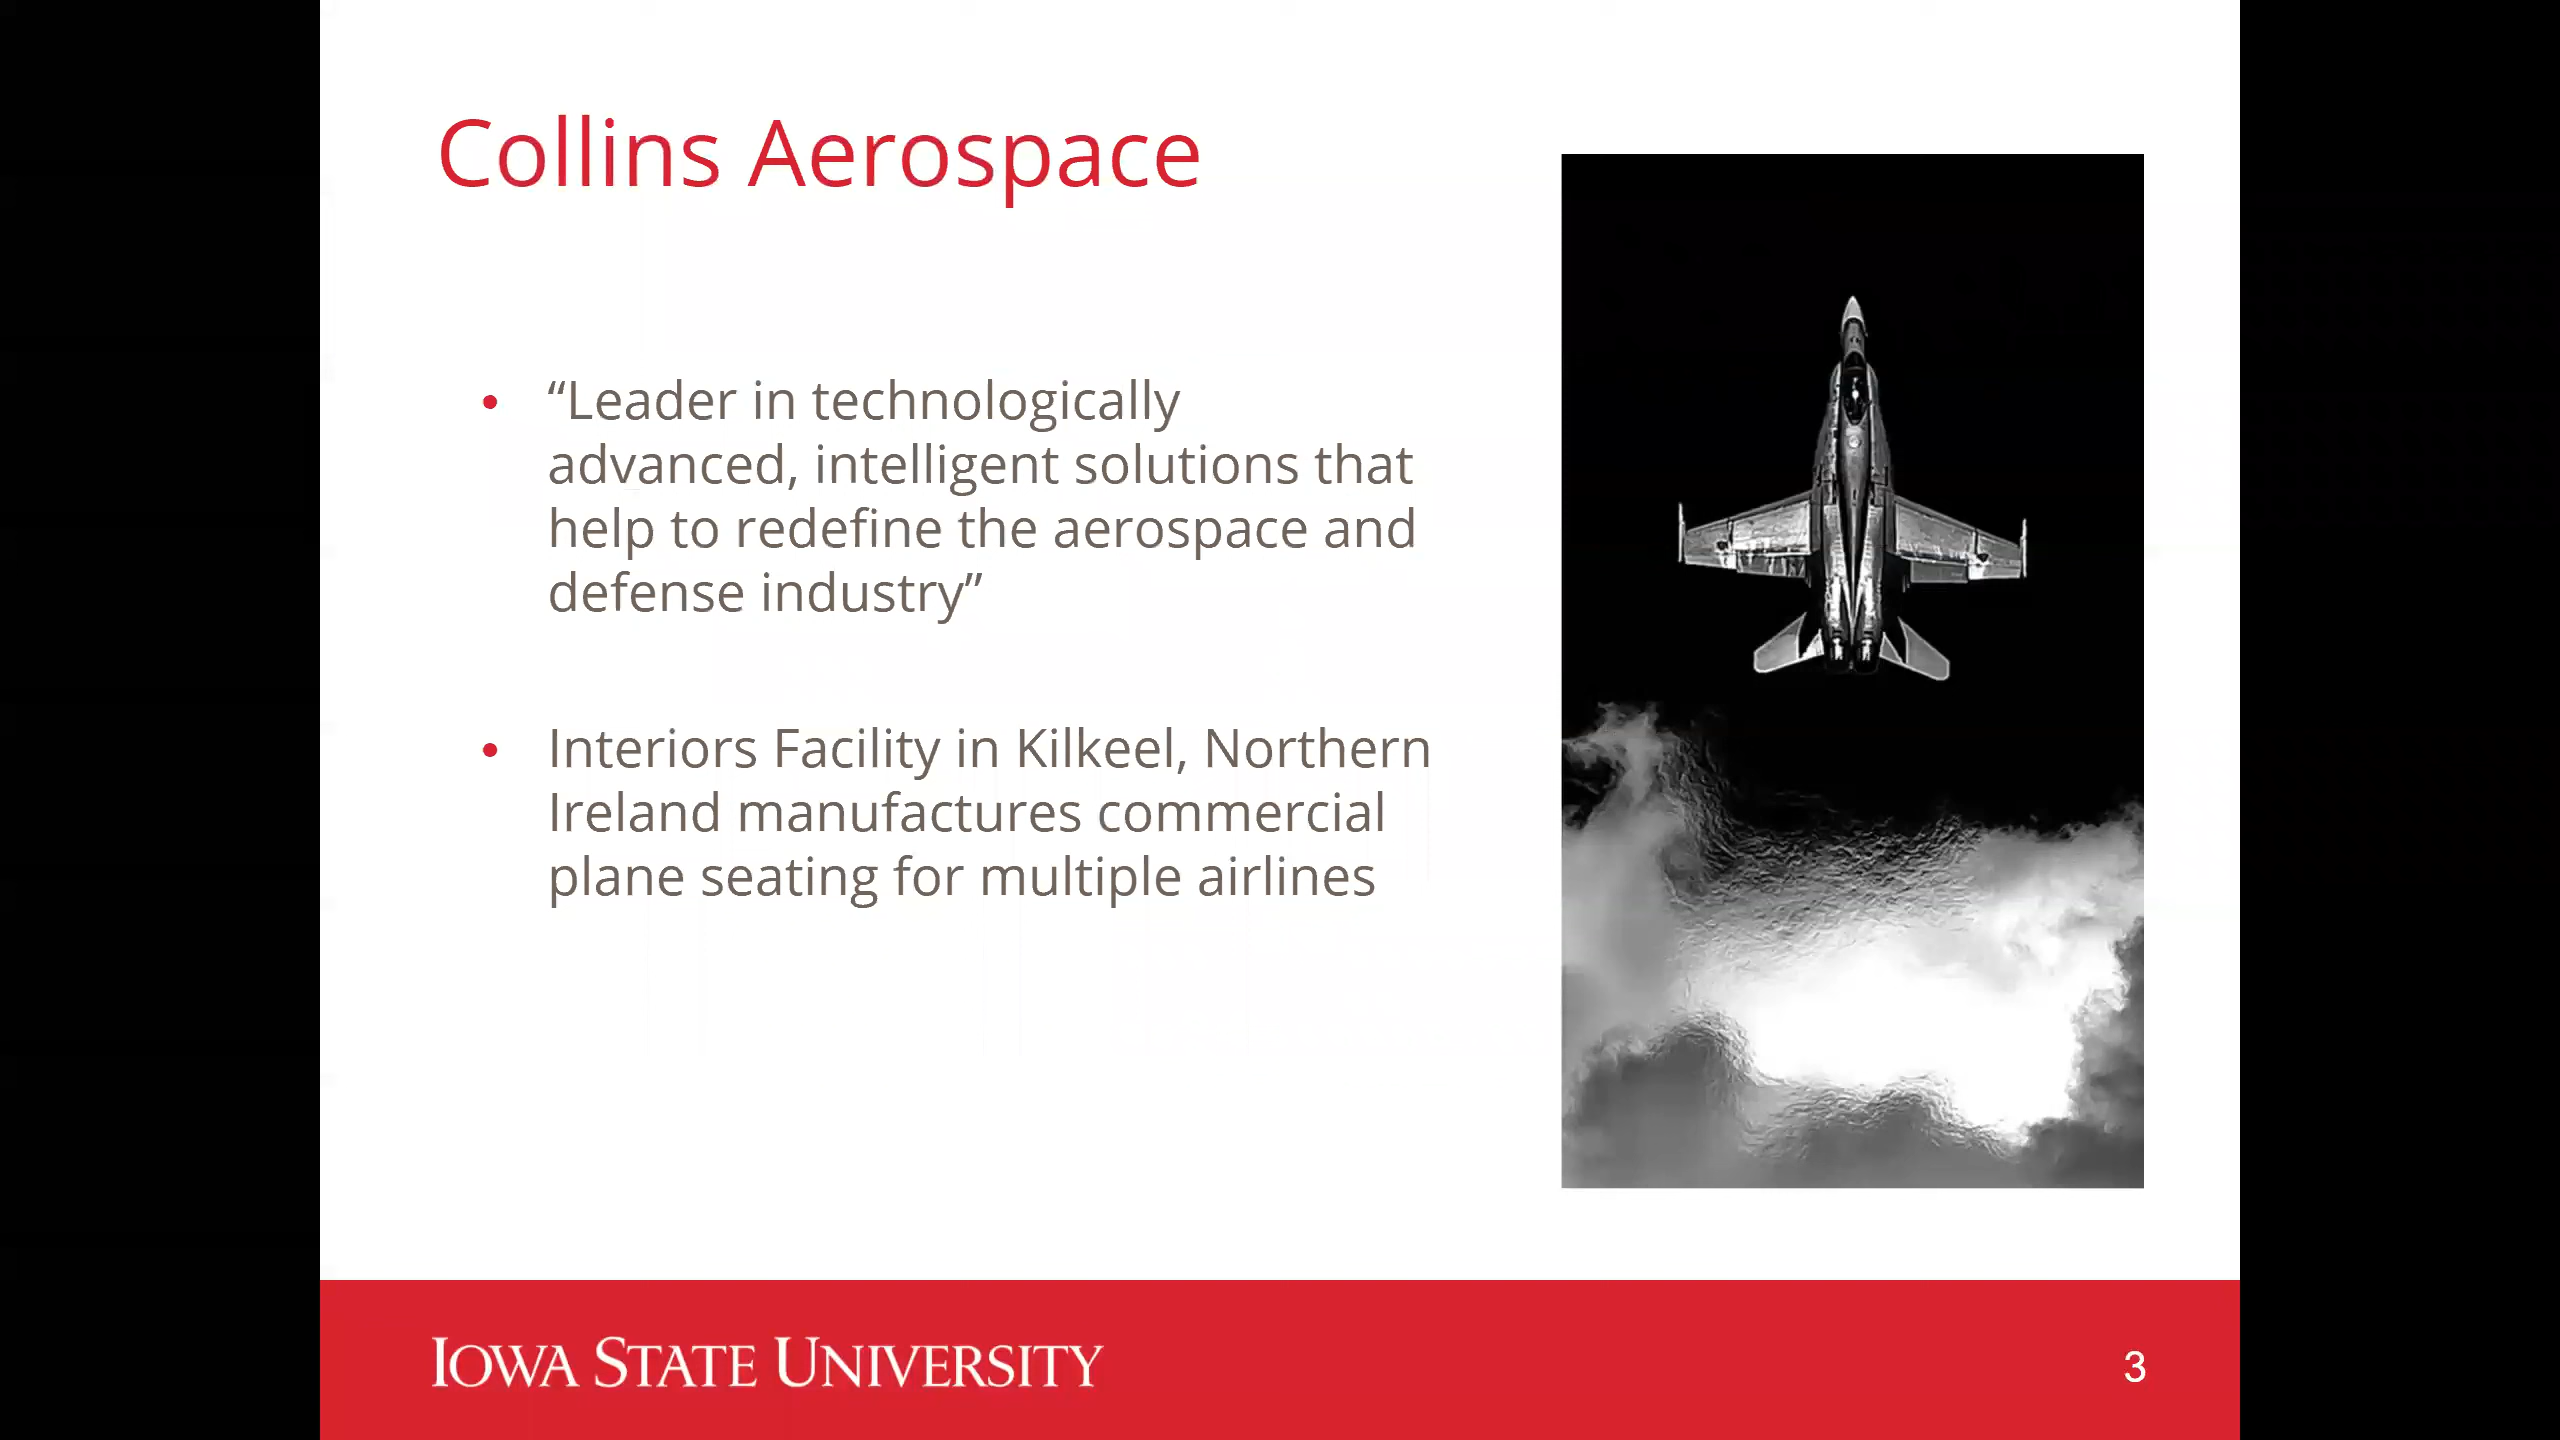 Collins Aerospace
“Leader in technologically
advanced, intelligent solutions that
help to redefine the aerospace and
defense industry”
Interiors Facility in Kilkeel, Northern
Ireland manufactures commercial
plane seating for multiple airlines
IOWA STATE UNIVERSITY
3